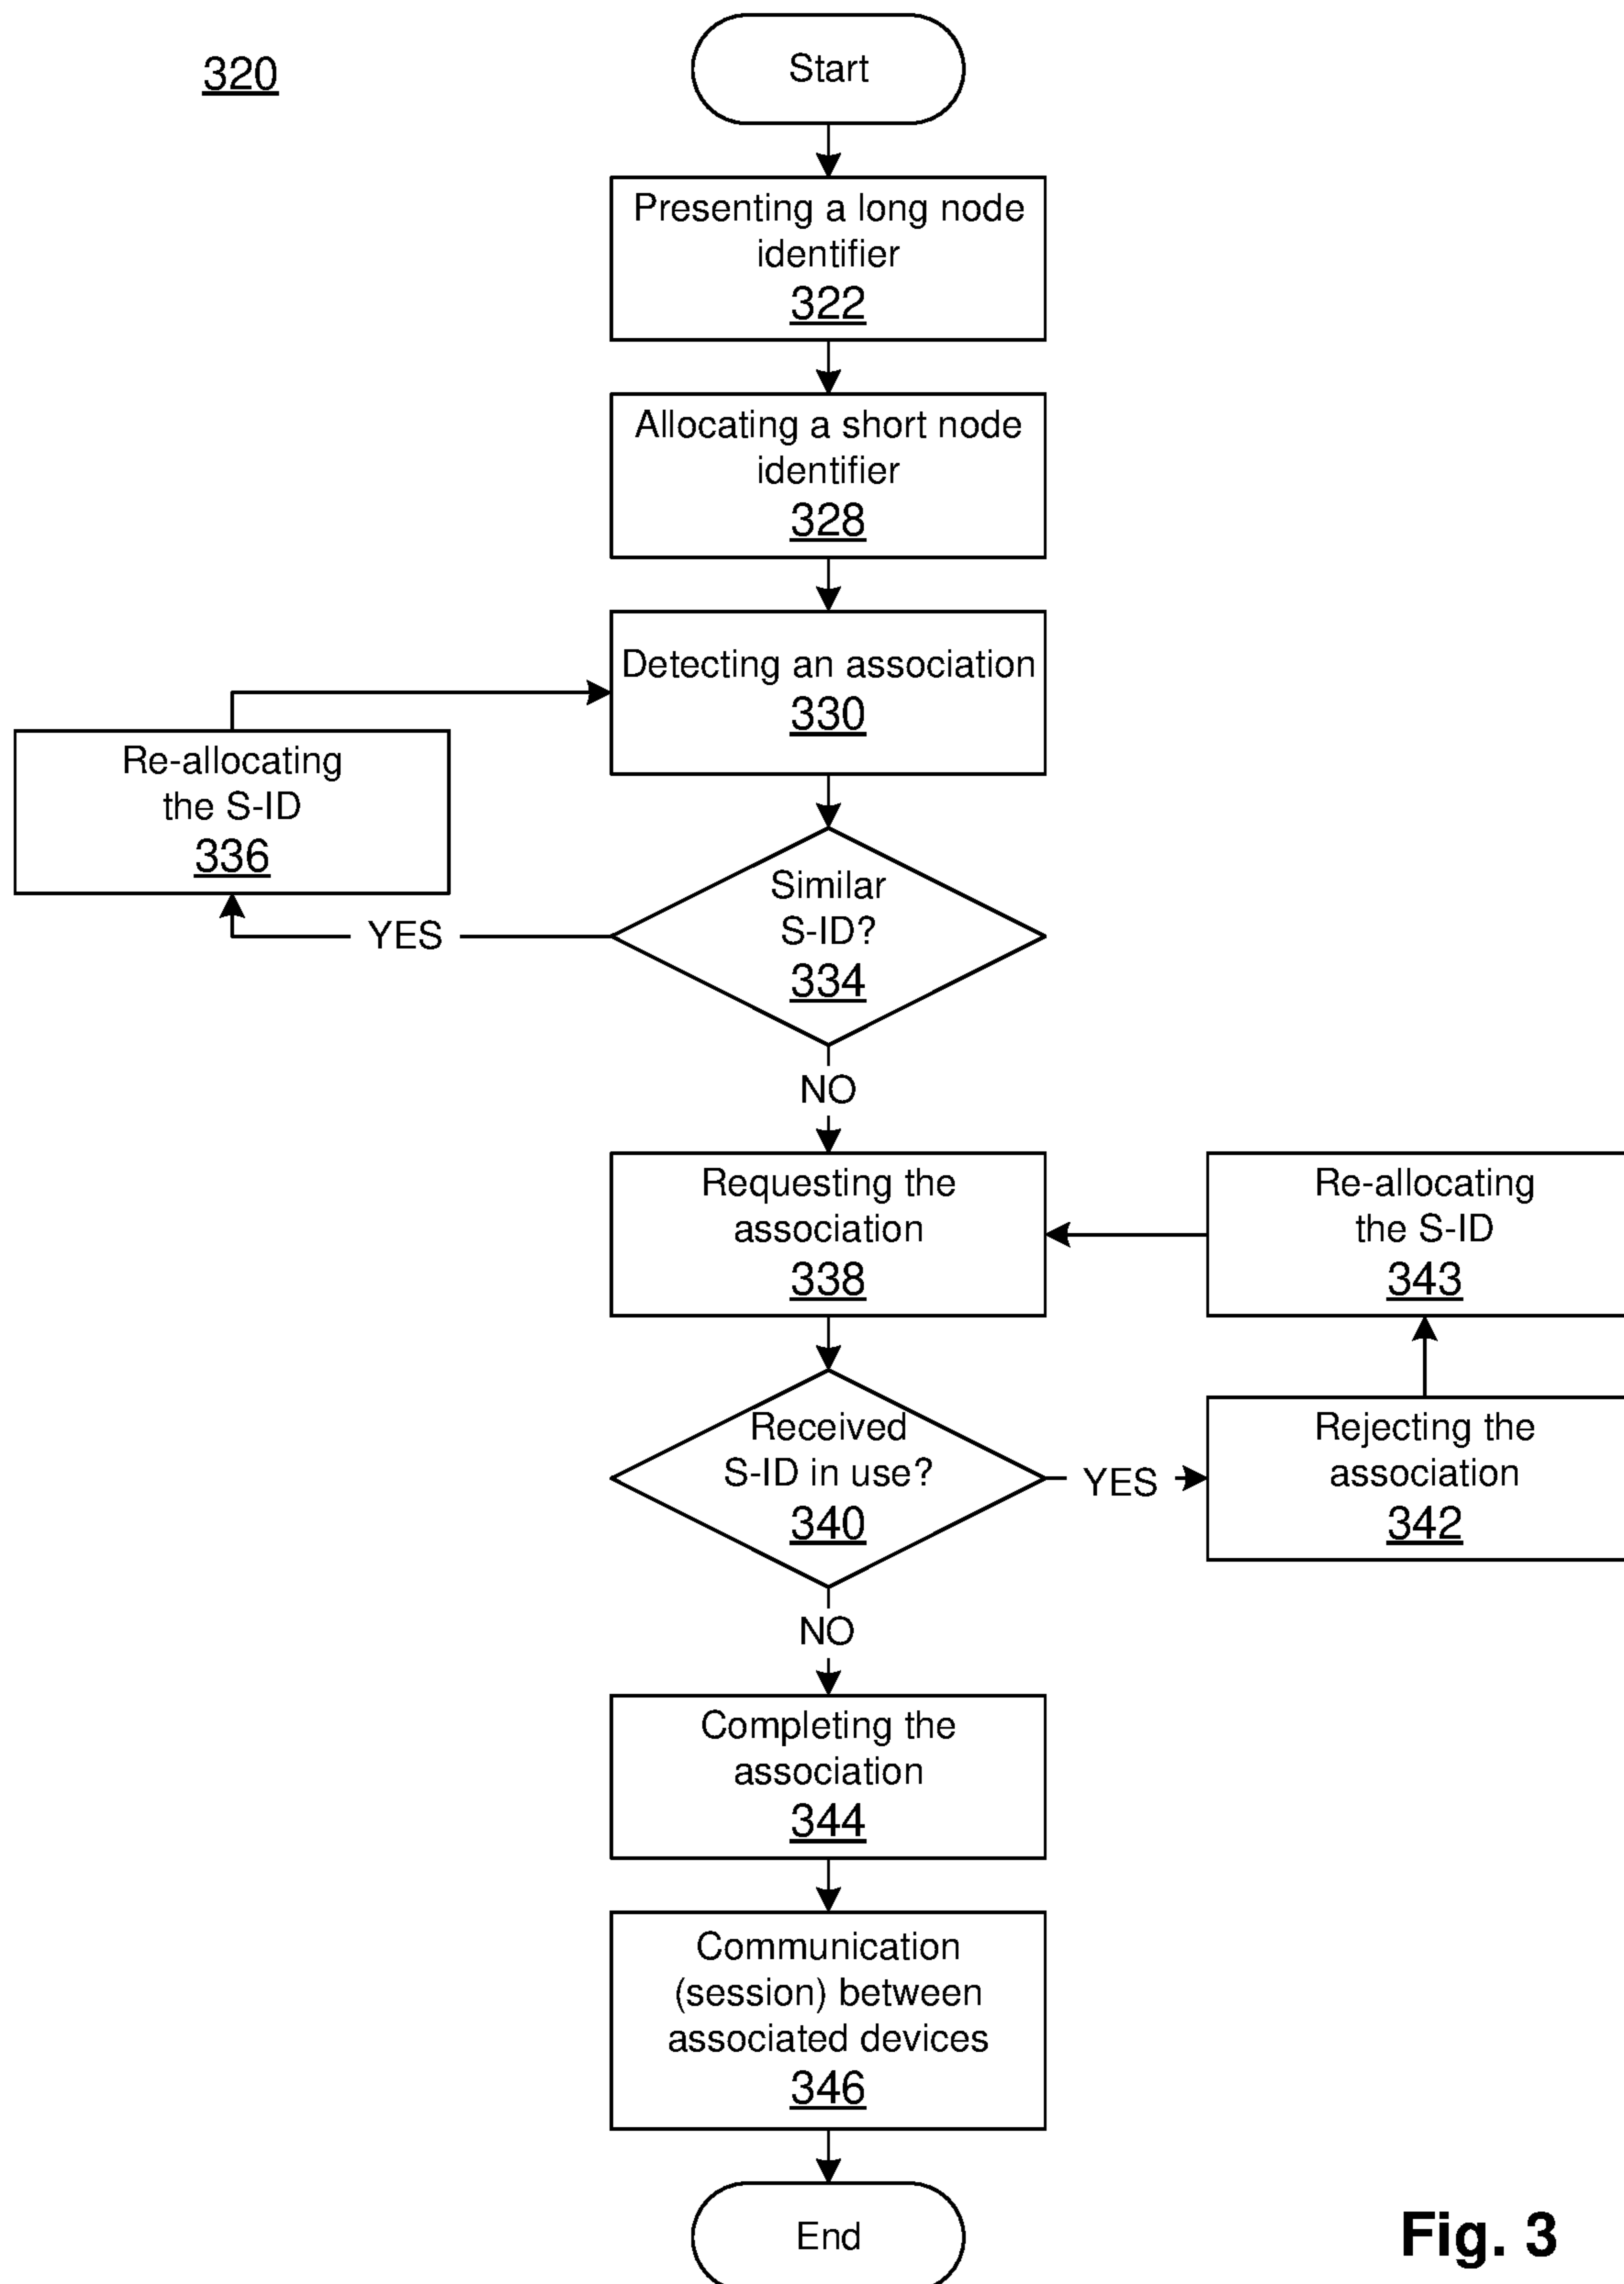 320
Start
Presenting a long node
identifier
322
Allocating a short node
identifier
328
Detecting an association
330
Re-allocating
the S-ID
336
YES
Similar
S-ID?
334
NO
Requesting the
association
338
Re-allocating
the S-ID
343
Received
S-ID in use?
340
YES
Rejecting the
association
342
NO
Completing the
association
344
Communication
(session) between
associated devices
346
End
Fig. 3